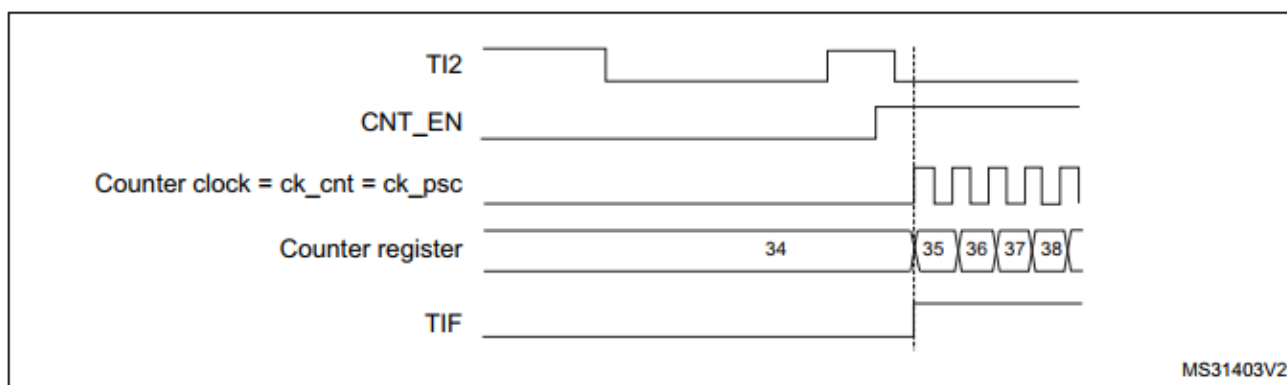 TI2
CNT_EN
Counter clock = ck_cnt = ck_psc
Counter register
34
35
36
37
38
TIF
MS31403V2